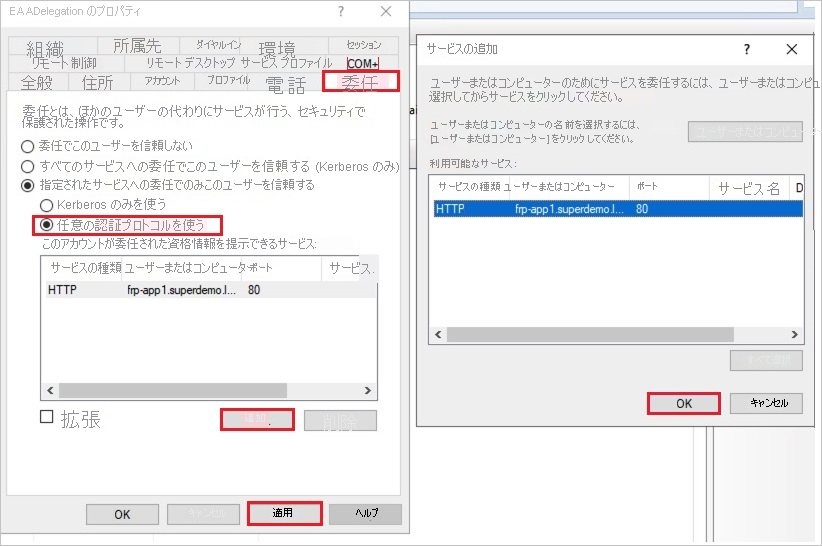 EAADelegation のプロパティ
?
組織 所属先 ダイヤルイン 環境 セッション
リモート制御 リモート デスクトップ サービス プロファイル COM+
全般 住所 アカウント プロファイル 電話 委任
委任とは、ほかのユーザーの代わりにサービスが行う、セキュリティで
保護された操作です。
委任でこのユーザーを信頼しない
すべてのサービスへの委任でこのユーザーを信頼する (Kerberos のみ)
指定されたサービスへの委任でのみこのユーザーを信頼する
Kerberos のみを使う
任意の認証プロトコルを使う
このアカウントが委任された資格情報を提示できるサービス:
サービスの種類 ユーザーまたはコンピュータ ポート サービス.
HTTP frp-app1.superdemo.l... 80
拡張
追加. 削除
OK キャンセル 適用 ヘルプ
サービスの追加
?
ユーザーまたはコンピューターのためにサービスを委任するには、ユーザーまたはコンピュ
選択してからサービスをクリックしてください。
ユーザーまたはコンピューターの名前を選択するには、
[ユーザーまたはコンピューター] をクリックしてください。
ユーザーまたはコンピュータ
利用可能なサービス:
サービスの種類 ユーザーまたはコンピューター ポート サービス名 D
HTTP frp-app1.superdemo.l... 80
すべて選択
OK キャンセル